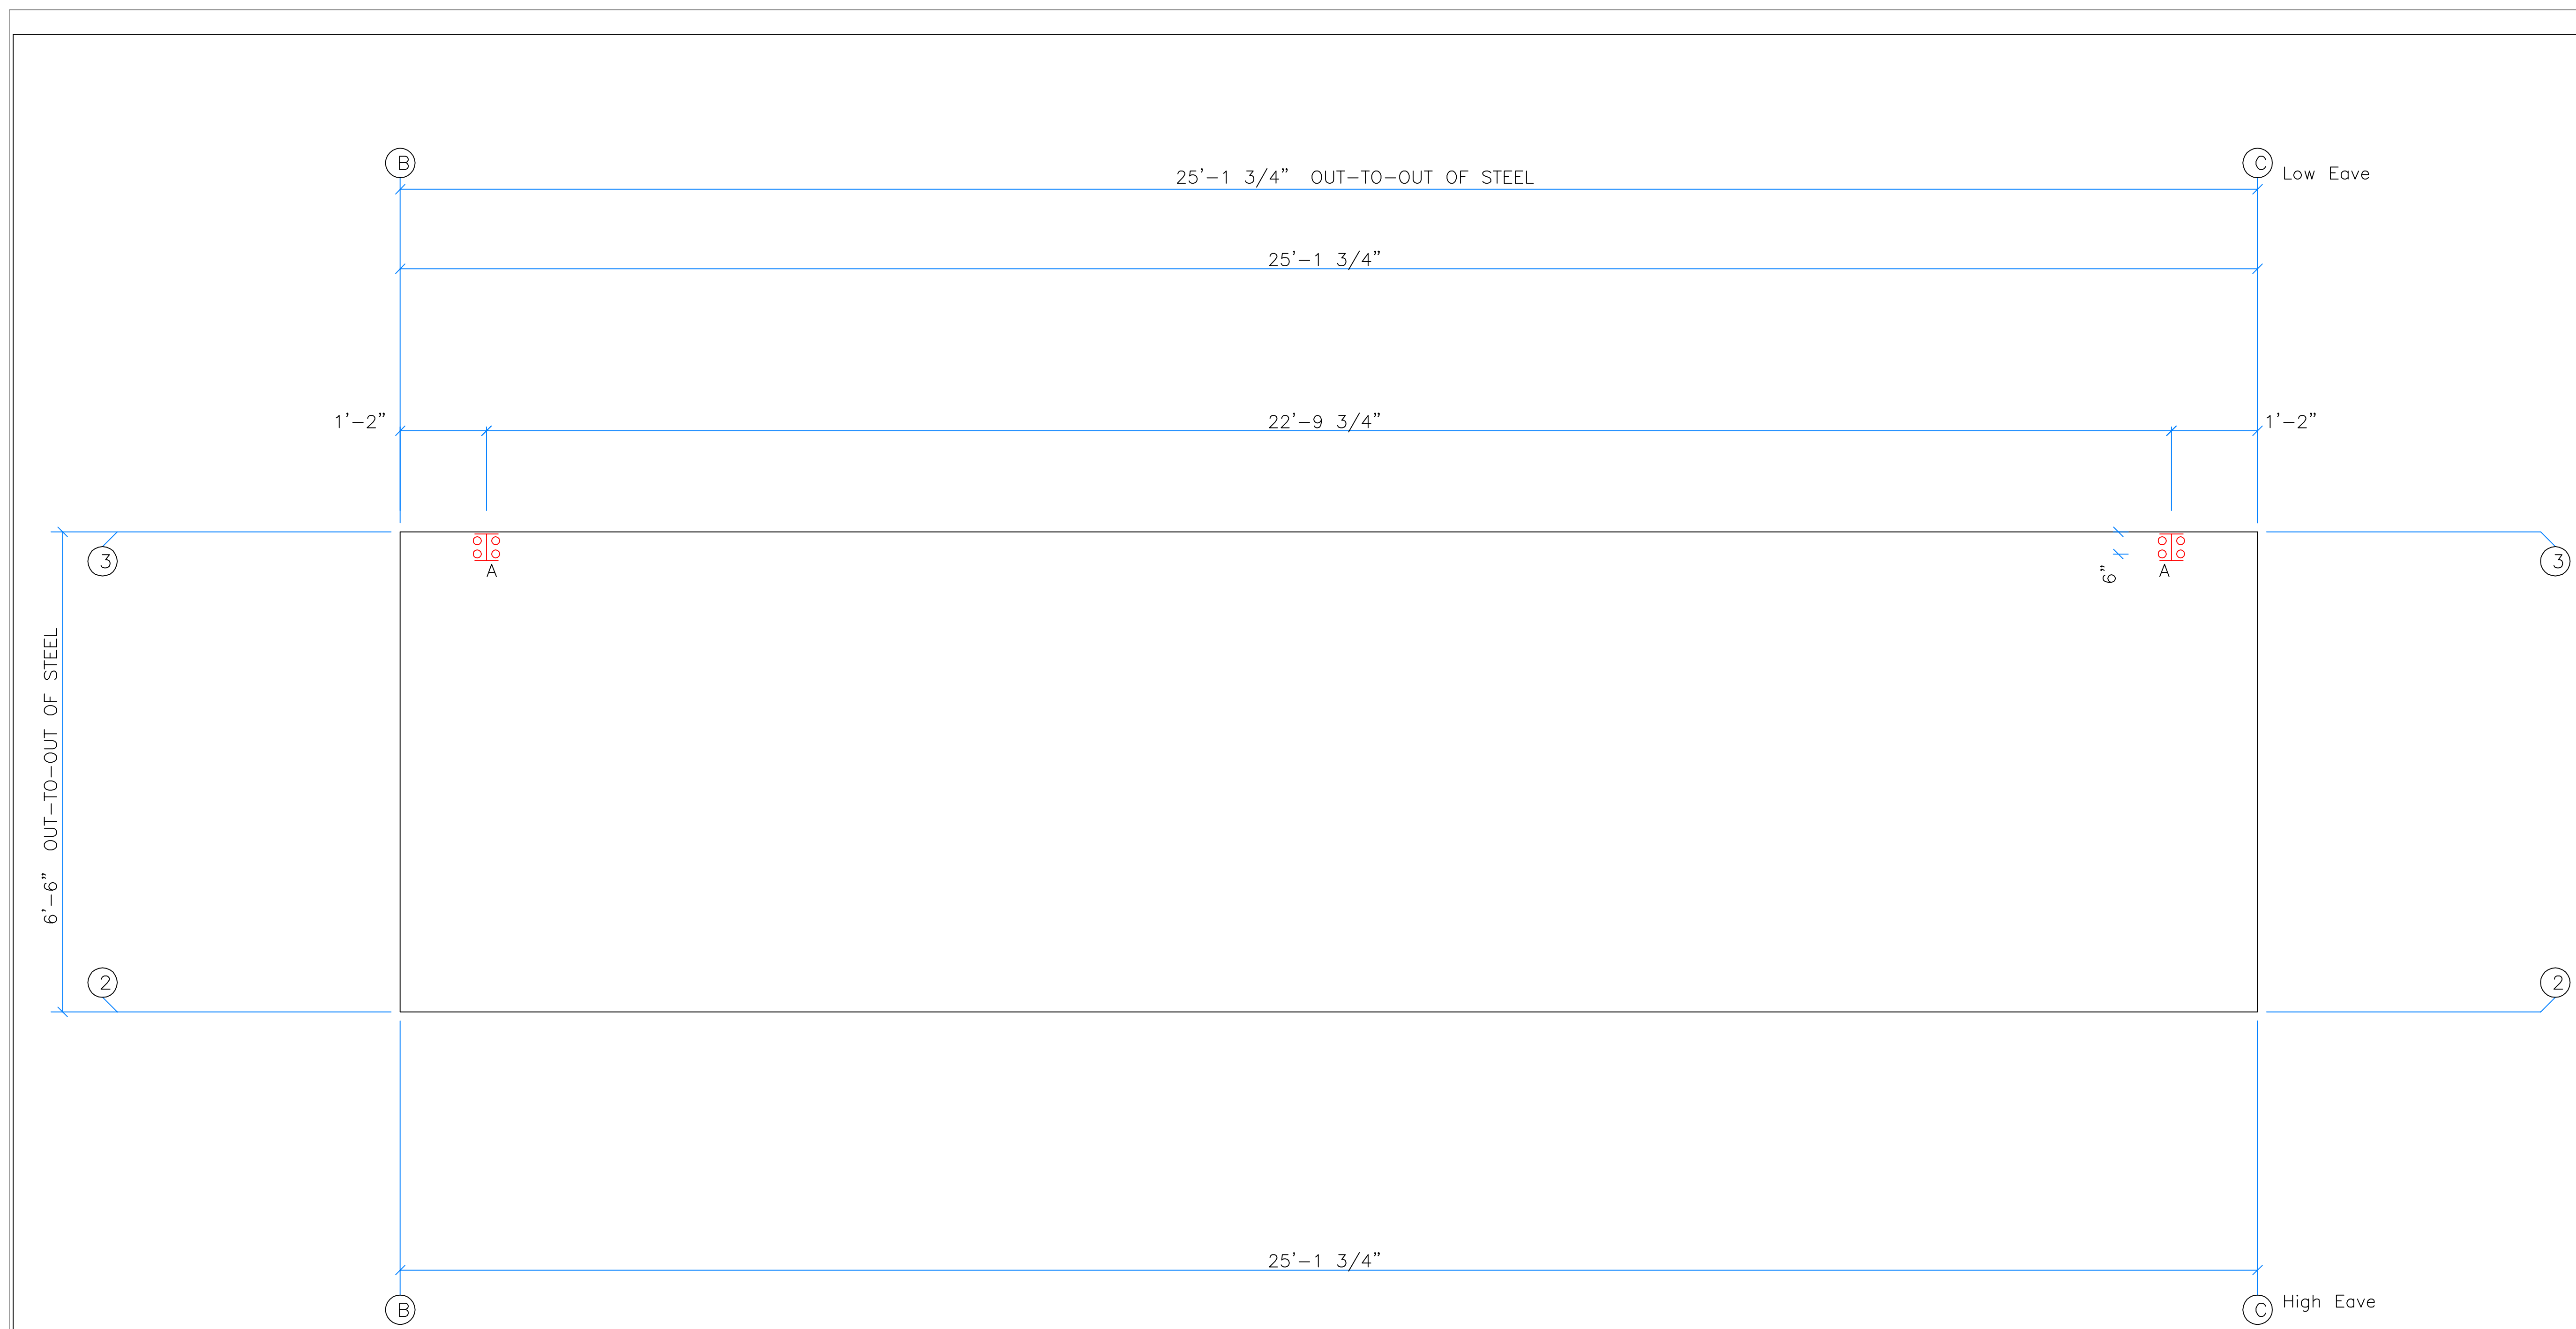 B
C
25'-1 3/4" OUT-TO-OUT OF STEEL
Low Eave
25'-1 3/4"
1'-2"
22'-9 3/4"
1'-2"
3
3
A
6"
A
6'-6" OUT-TO-OUT OF STEEL
2
2
25'-1 3/4"
B
C
High Eave